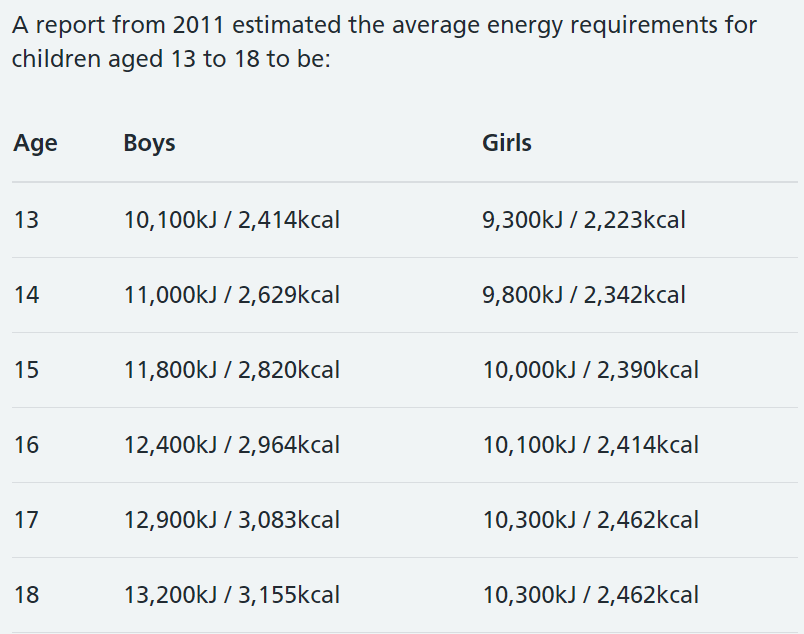 A report from 2011 estimated the average energy requirements for
children aged 13 to 18 to be:
Age Boys Girls
13 10,100kJ / 2,414kcal 9,300kJ / 2,223kcal
14 11,000kJ / 2,629kcal 9,800kJ / 2,342kcal
15 11,800kJ / 2,820kcal 10,000kJ / 2,390kcal
16 12,400kJ / 2,964kcal 10,100kJ / 2,414kcal
17 12,900kJ / 3,083kcal 10,300kJ / 2,462kcal
18 13,200kJ / 3,155kcal 10,300kJ / 2,462kcal